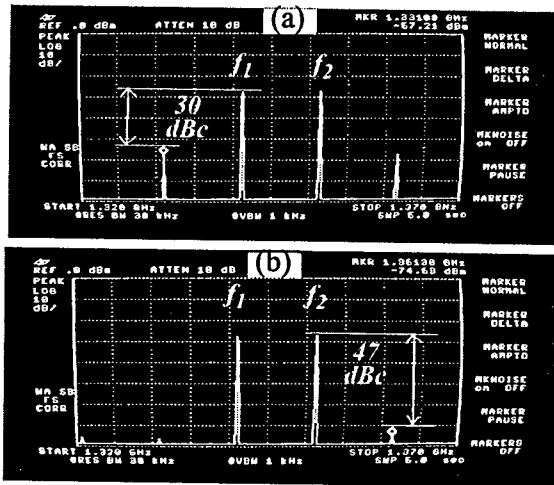 (a)
MKR 1.33108 GHz
REF .0 dBm ATTEN 10 dB -57.21 dBm
PEAK
LOG
10
dB/
MARKER
NORMAL
MARKER
DELTA
MARKER
AMPTD
MKNOISE
on OFF
MARKER
PAUSE
MARKERS
OFF
f1 f2
30
dBc
WA SB
FS
CORR
START 1.320 GHz STOP 1.370 GHz
RES BW 30 kHz VBW 1 kHz SWP 5.0 sec
(b)
MKR 1.36130 GHz
REF .0 dBm ATTEN 10 dB -74.69 dBm
PEAK
LOG
10
dB/
MARKER
NORMAL
MARKER
DELTA
MARKER
AMPTD
MKNOISE
on OFF
MARKER
PAUSE
MARKERS
OFF
f1 f2
47
dBc
WA SB
FS
CORR
START 1.320 GHz STOP 1.370 GHz
RES BW 30 kHz VBW 1 kHz SWP 5.0 sec